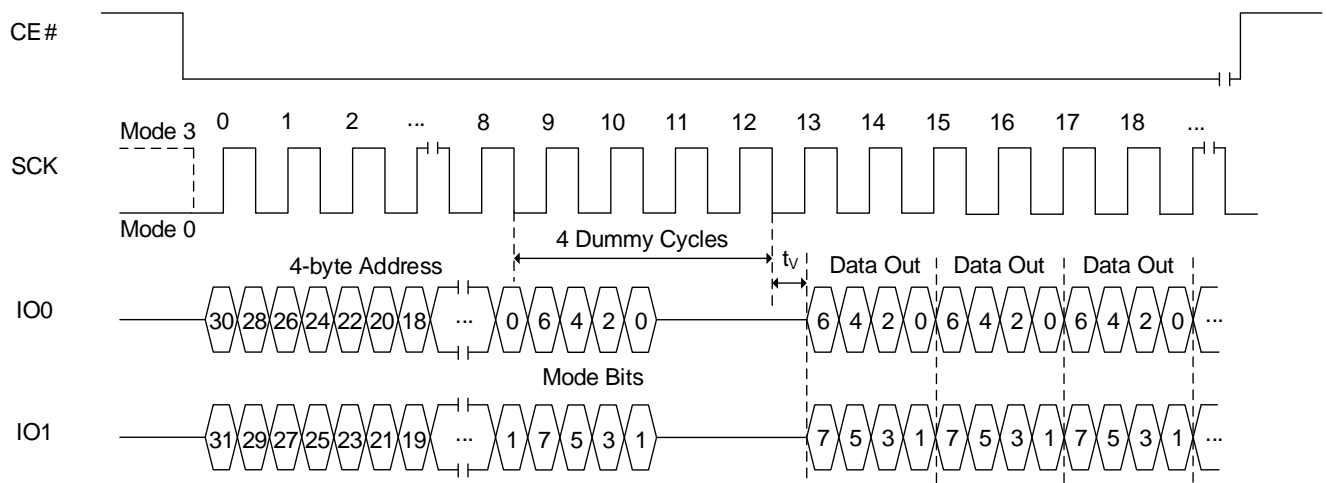 CE#
0 1 2 ... 8 9 10 11 12 13 14 15 16 17 18 ...
Mode 3
SCK
Mode 0
4 Dummy Cycles
4-byte Address tV Data Out Data Out Data Out
IO0 30 28 26 24 22 20 18 ... 0 6 4 2 0 6 4 2 0 6 4 2 0 6 4 2 0 ...
Mode Bits
IO1 31 29 27 25 23 21 19 ... 1 7 5 3 1 7 5 3 1 7 5 3 1 7 5 3 1 ...